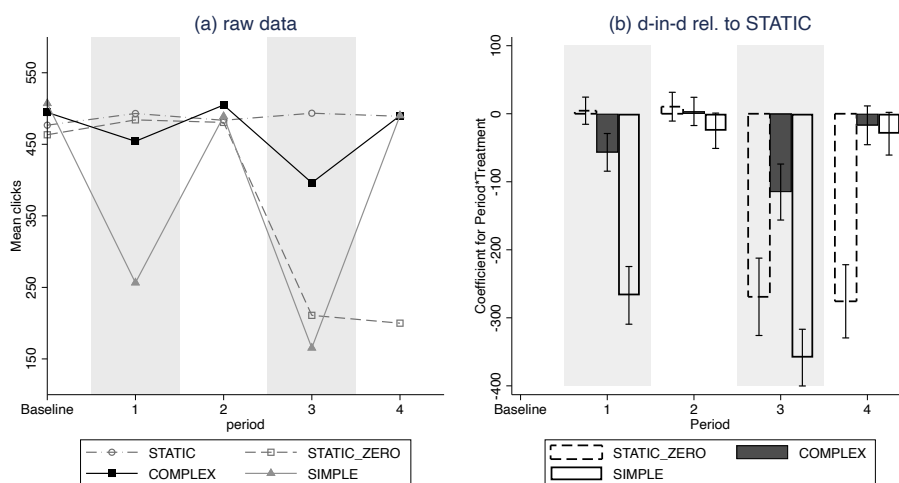 (a) raw data
550
450
350
250
150
Mean clicks
Baseline 1 2 3 4
period
STATIC STATIC_ZERO
COMPLEX SIMPLE
(b) d-in-d rel. to STATIC
100
0
-100
-200
-300
-400
Coefficient for Period*Treatment
Baseline 1 2 3 4
Period
STATIC_ZERO COMPLEX
SIMPLE